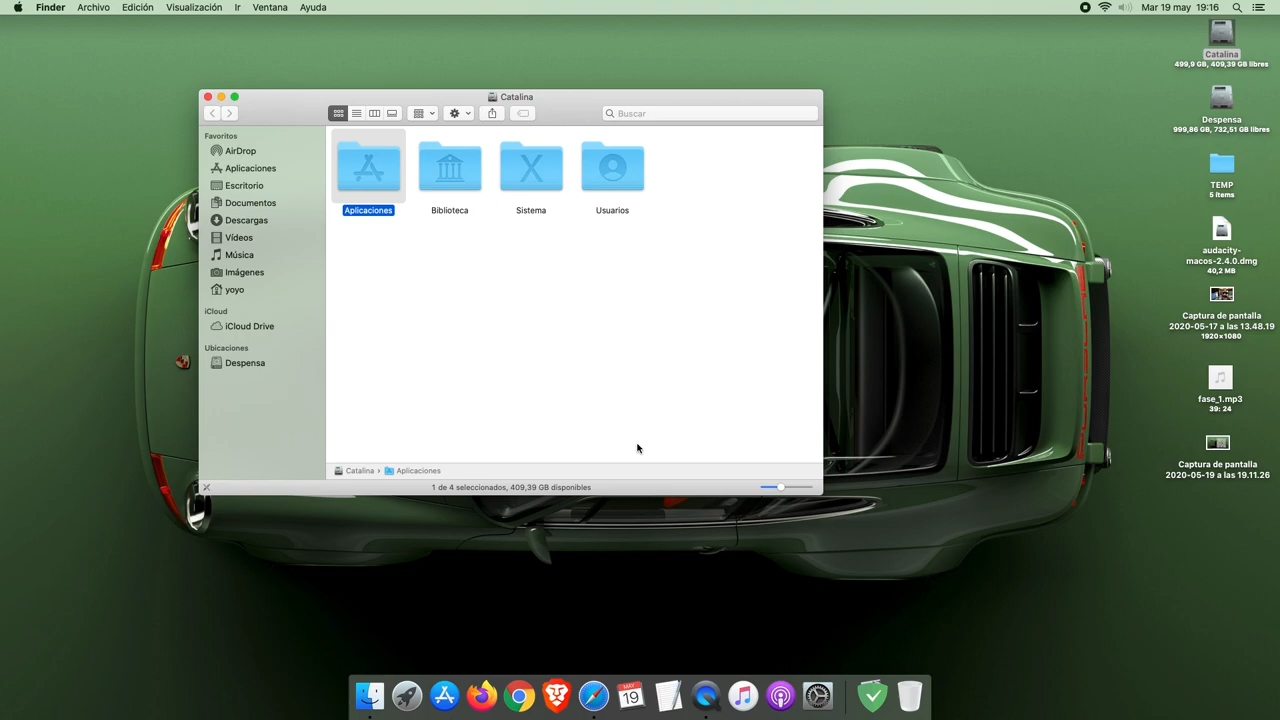 Finder Archivo Edición Visualización Ir Ventana Ayuda
Mar 19 may 19:16
Catalina
Buscar
Favoritos
AirDrop
Aplicaciones
Escritorio
Documentos
Descargas
Vídeos
Música
Imágenes
yoyo
iCloud
iCloud Drive
Ubicaciones
Despensa
Aplicaciones Biblioteca Sistema Usuarios
Catalina › Aplicaciones
1 de 4 seleccionados, 409,39 GB disponibles
Catalina
499,9 GB, 409,39 GB libres
Despensa
999,86 GB, 732,51 GB libres
TEMP
5 ítems
audacity-
macos-2.4.0.dmg
40,2 MB
Captura de pantalla
2020-05-17 a las 13.48.19
1920×1080
fase_1.mp3
39: 24
Captura de pantalla
2020-05-19 a las 19.11.26
MAY
19